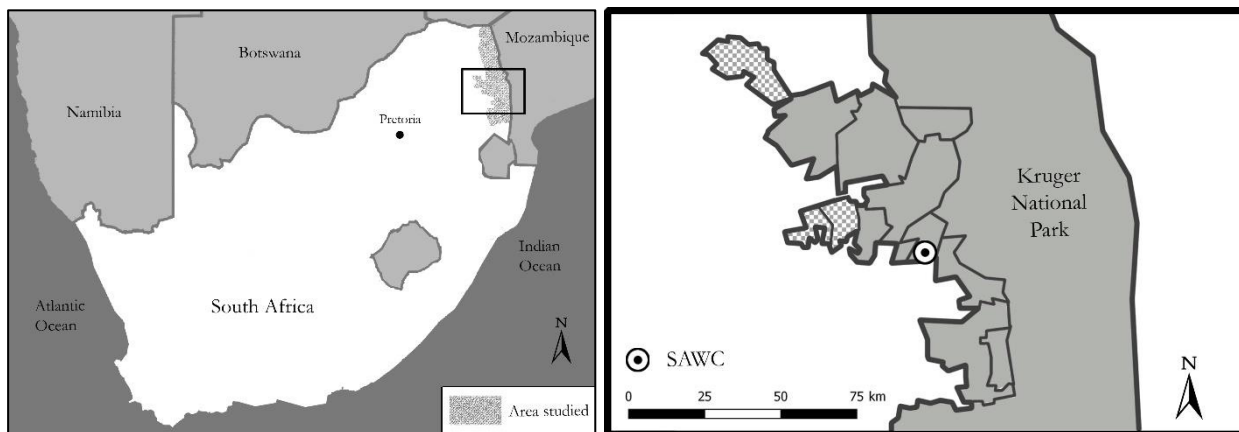 Namibia
Botswana
Mozambique
Pretoria
South Africa
Atlantic
Ocean
Indian
Ocean
N
Area studied
Kruger
National
Park
SAWC
0 25 50 75 km
N